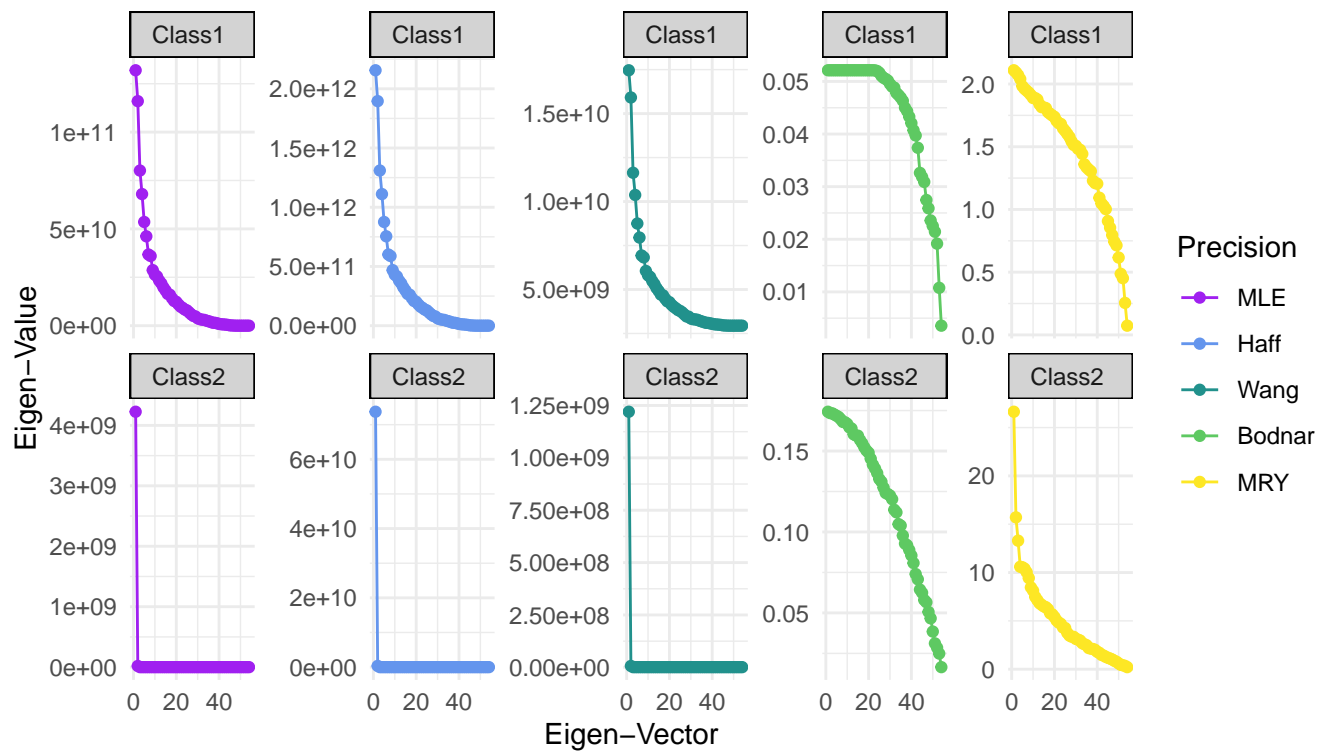 Class1 Class1 Class1 Class1 Class1
1e+11
5e+10
0e+00
2.0e+12
1.5e+12
1.0e+12
5.0e+11
0.0e+00
1.5e+10
1.0e+10
5.0e+09
0.05
0.04
0.03
0.02
0.01
2.0
1.5
1.0
0.5
0.0
Class2 Class2 Class2 Class2 Class2
4e+09
3e+09
2e+09
1e+09
0e+00
6e+10
4e+10
2e+10
0e+00
1.25e+09
1.00e+09
7.50e+08
5.00e+08
2.50e+08
0.00e+00
0.15
0.10
0.05
20
10
0
0 20 40 0 20 40 0 20 40 0 20 40 0 20 40
Eigen−Vector
Eigen−Value
Precision
MLE
Haff
Wang
Bodnar
MRY